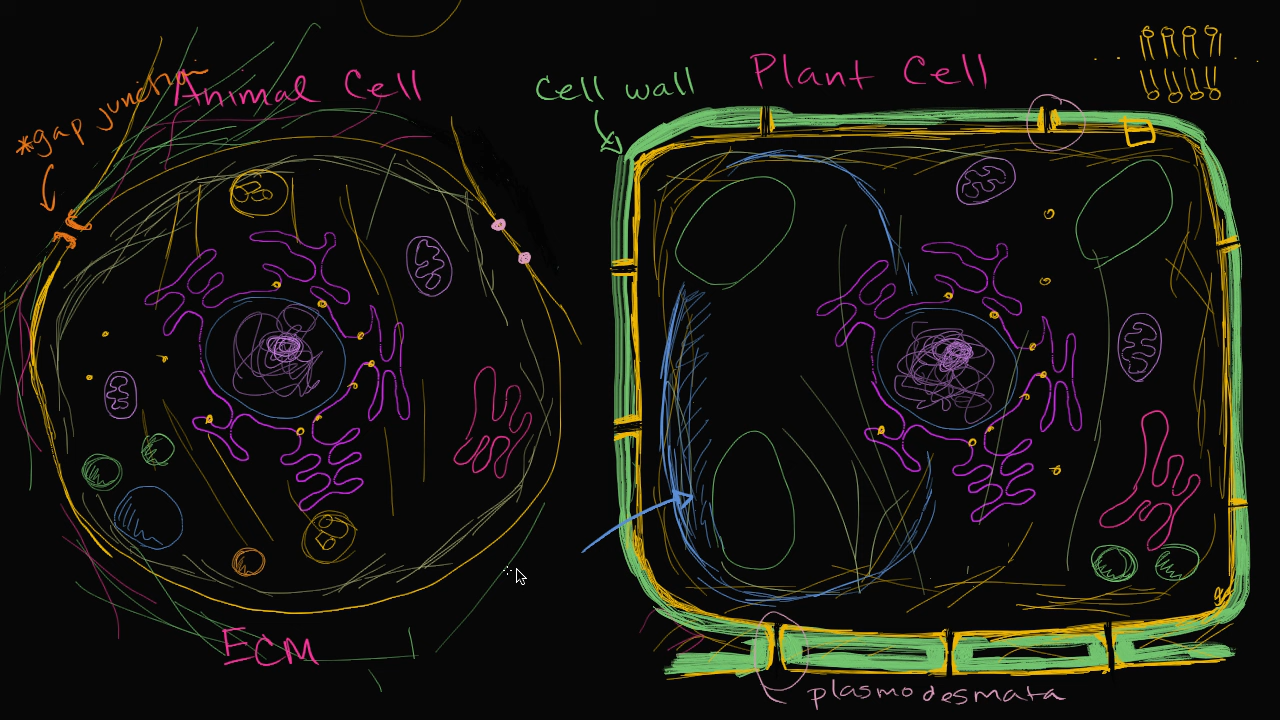 *gap junction
Animal Cell
Cell wall
Plant Cell
ECM
plasmodesmata